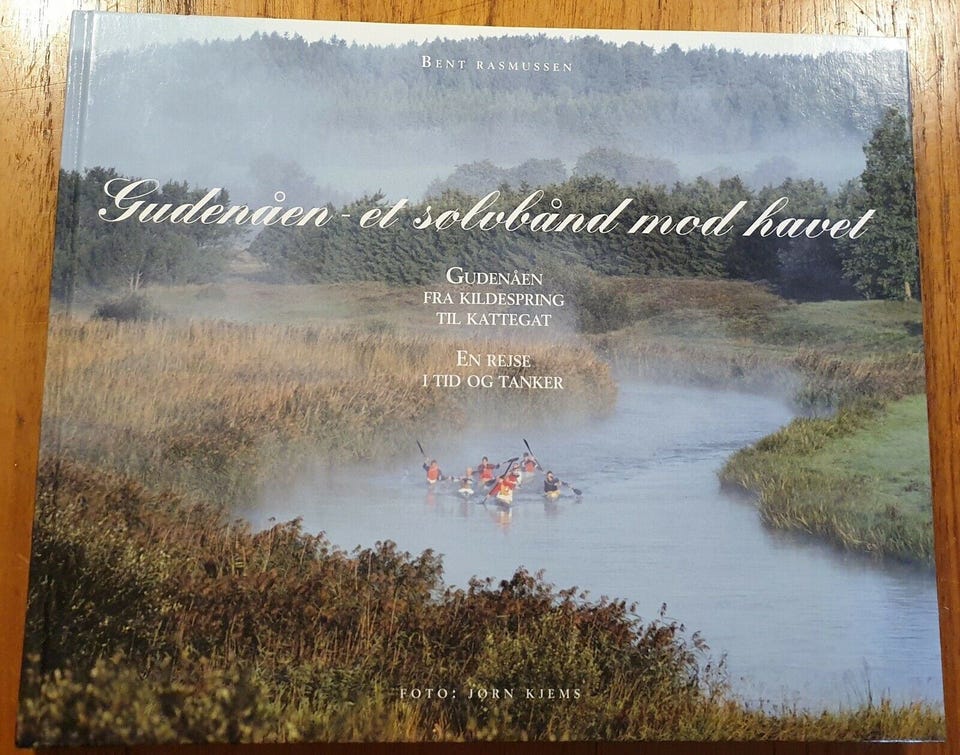 BENT RASMUSSEN
Gudenåen - et sølvbånd mod havet
GUDENÅEN
FRA KILDESPRING
TIL KATTEGAT
EN REJSE
I TID OG TANKER
FOTO: JØRN KJEMS